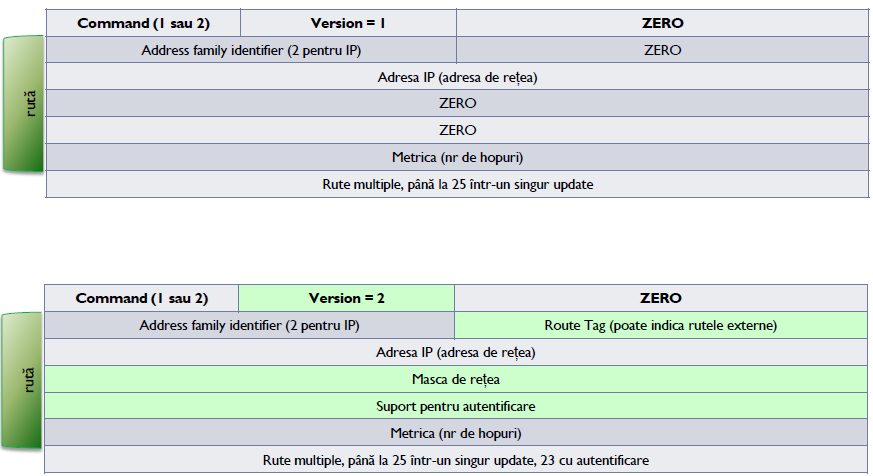 Command (1 sau 2) Version = 1 ZERO
Address family identifier (2 pentru IP) ZERO
Adresa IP (adresa de rețea)
ZERO
ZERO
Metrica (nr de hopuri)
Rute multiple, până la 25 într-un singur update
rută
Command (1 sau 2) Version = 2 ZERO
Address family identifier (2 pentru IP) Route Tag (poate indica rutele externe)
Adresa IP (adresa de rețea)
Masca de rețea
Suport pentru autentificare
Metrica (nr de hopuri)
Rute multiple, până la 25 într-un singur update, 23 cu autentificare
rută